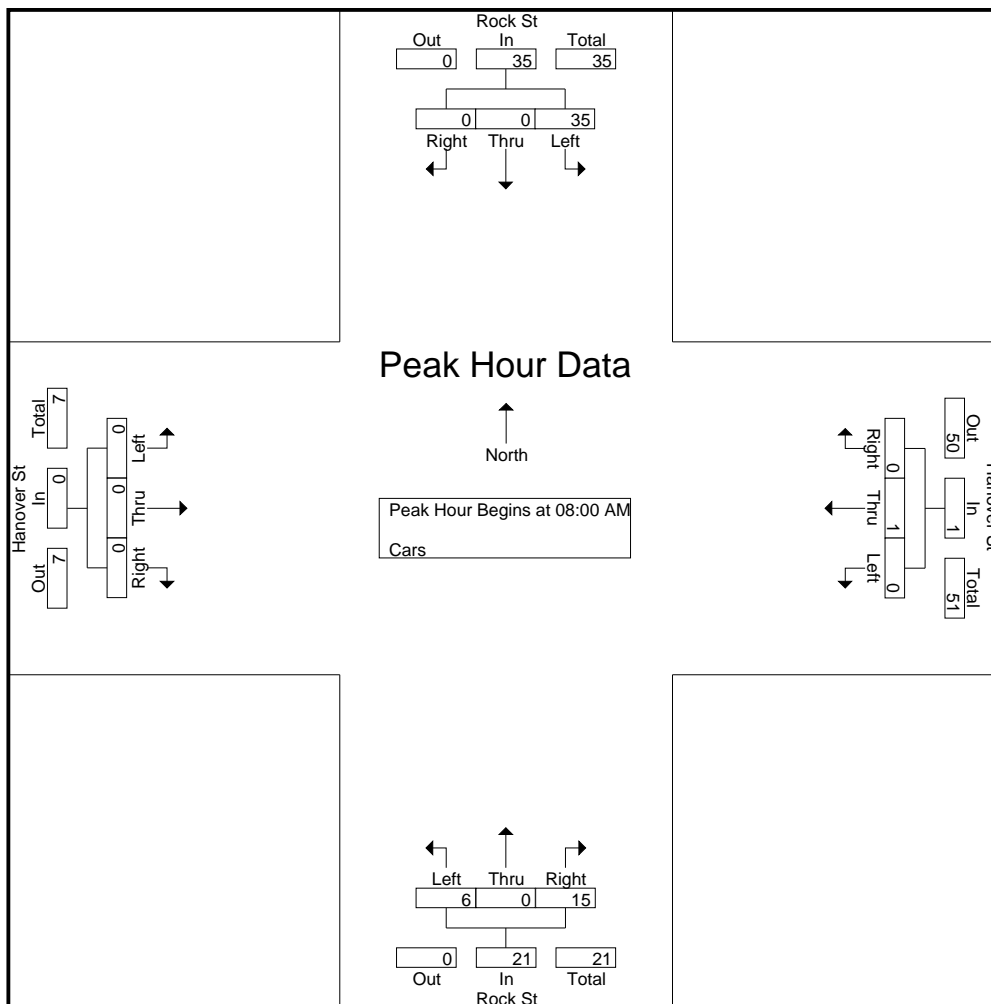 Rock St
Out In Total
0 35 35
0 0 35
Right Thru Left
Peak Hour Data
North
Peak Hour Begins at 08:00 AM
Cars
Hanover St
Out In Total
7 0 7
0 0 0
Left Thru Right
Right Thru Left
0 1 0
50 1 51
Out In Total
Hanover St
Left Thru Right
6 0 15
0 21 21
Out In Total
Rock St